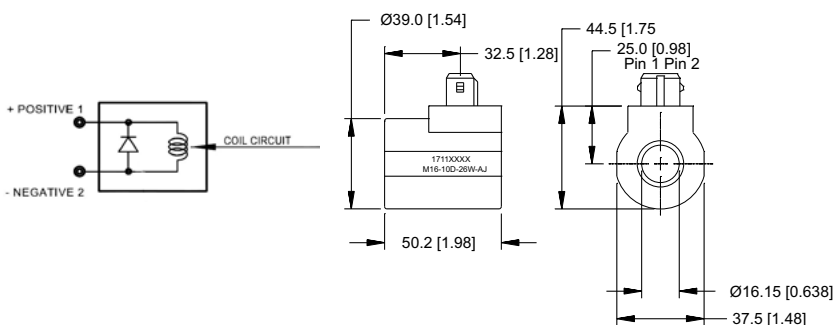 + POSITIVE 1
COIL CIRCUIT
- NEGATIVE 2
Ø39.0 [1.54]
32.5 [1.28]
1711XXXX
M16-10D-26W-AJ
50.2 [1.98]
44.5 [1.75
25.0 [0.98]
Pin 1 Pin 2
Ø16.15 [0.638]
37.5 [1.48]